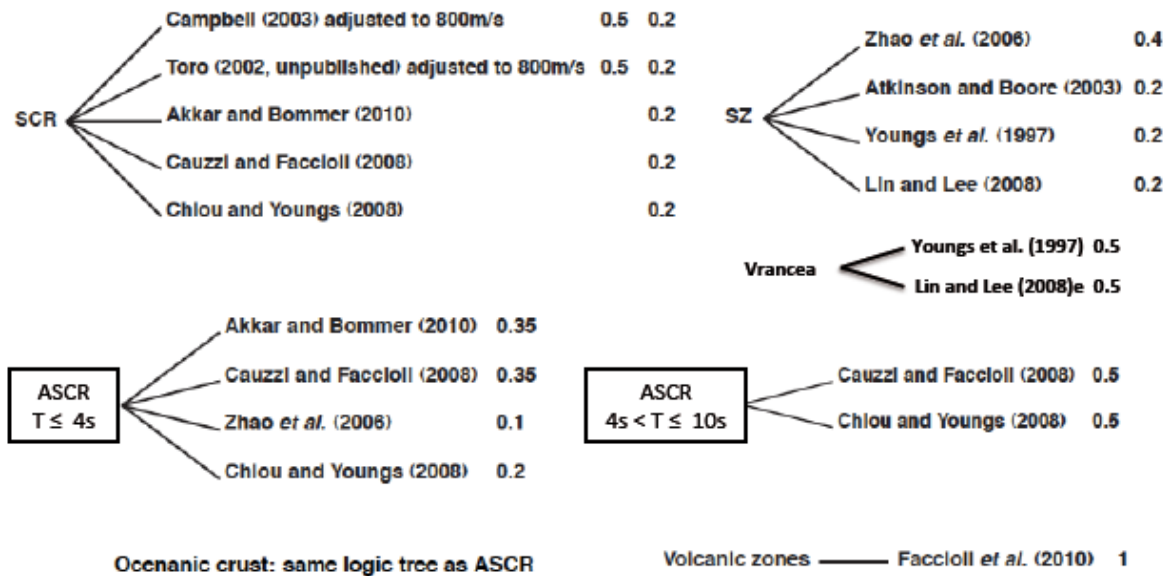 Campbell (2003) adjusted to 800m/s 0.5 0.2
Toro (2002, unpublished) adjusted to 800m/s 0.5 0.2
SCR
Akkar and Bommer (2010) 0.2
Cauzzi and Faccioli (2008) 0.2
Chiou and Youngs (2008) 0.2
Zhao et al. (2006) 0.4
Atkinson and Boore (2003) 0.2
SZ
Youngs et al. (1997) 0.2
Lin and Lee (2008) 0.2
Youngs et al. (1997) 0.5
Vrancea
Lin and Lee (2008)e 0.5
Akkar and Bommer (2010) 0.35
ASCR
T ≤ 4s
Cauzzi and Faccioli (2008) 0.35
Zhao et al. (2006) 0.1
Chiou and Youngs (2008) 0.2
ASCR
4s < T ≤ 10s
Cauzzi and Faccioli (2008) 0.5
Chiou and Youngs (2008) 0.5
Ocenanic crust: same logic tree as ASCR
Volcanic zones Faccioli et al. (2010) 1